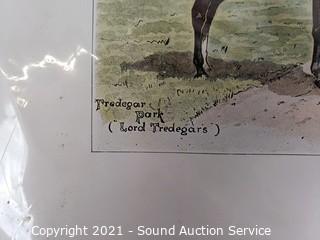 Tredegar
park
( Lord Tredegars )
Copyright 2021 - Sound Auction Service